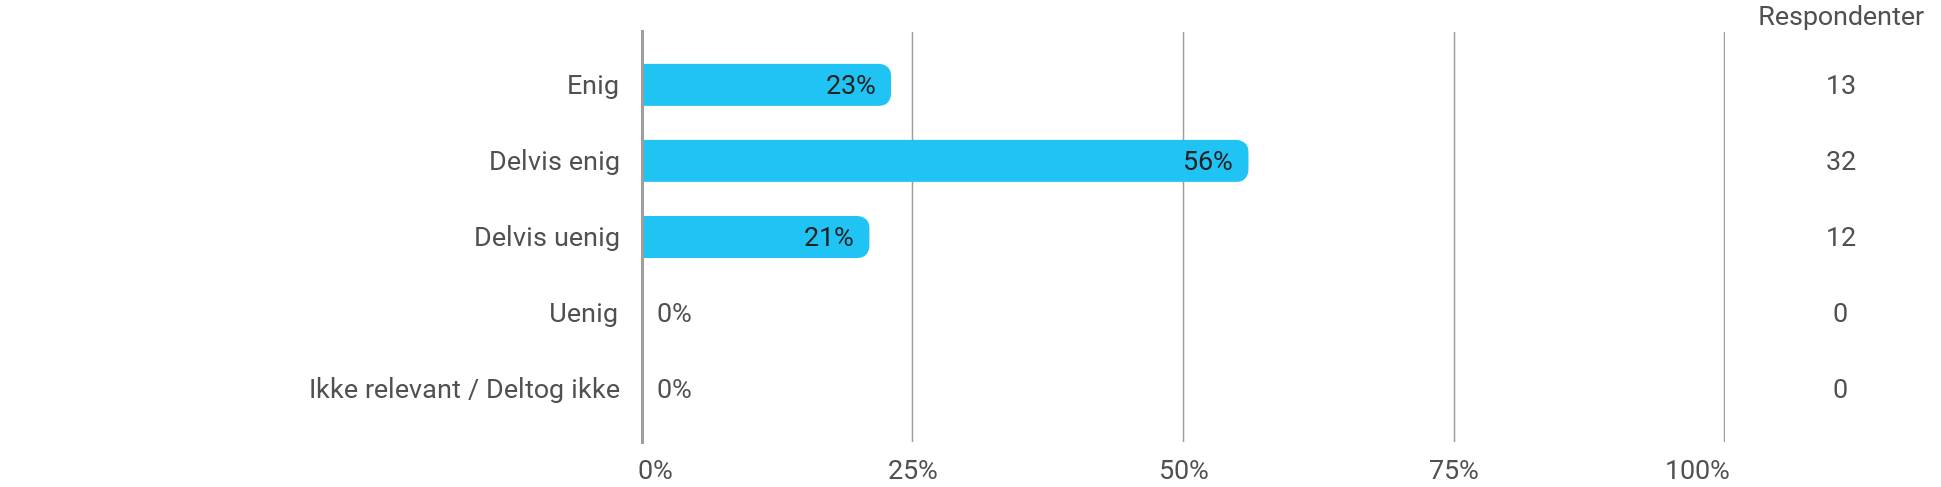 Respondenter
Enig 23% 13
Delvis enig 56% 32
Delvis uenig 21% 12
Uenig 0% 0
Ikke relevant / Deltog ikke 0% 0
0% 25% 50% 75% 100%